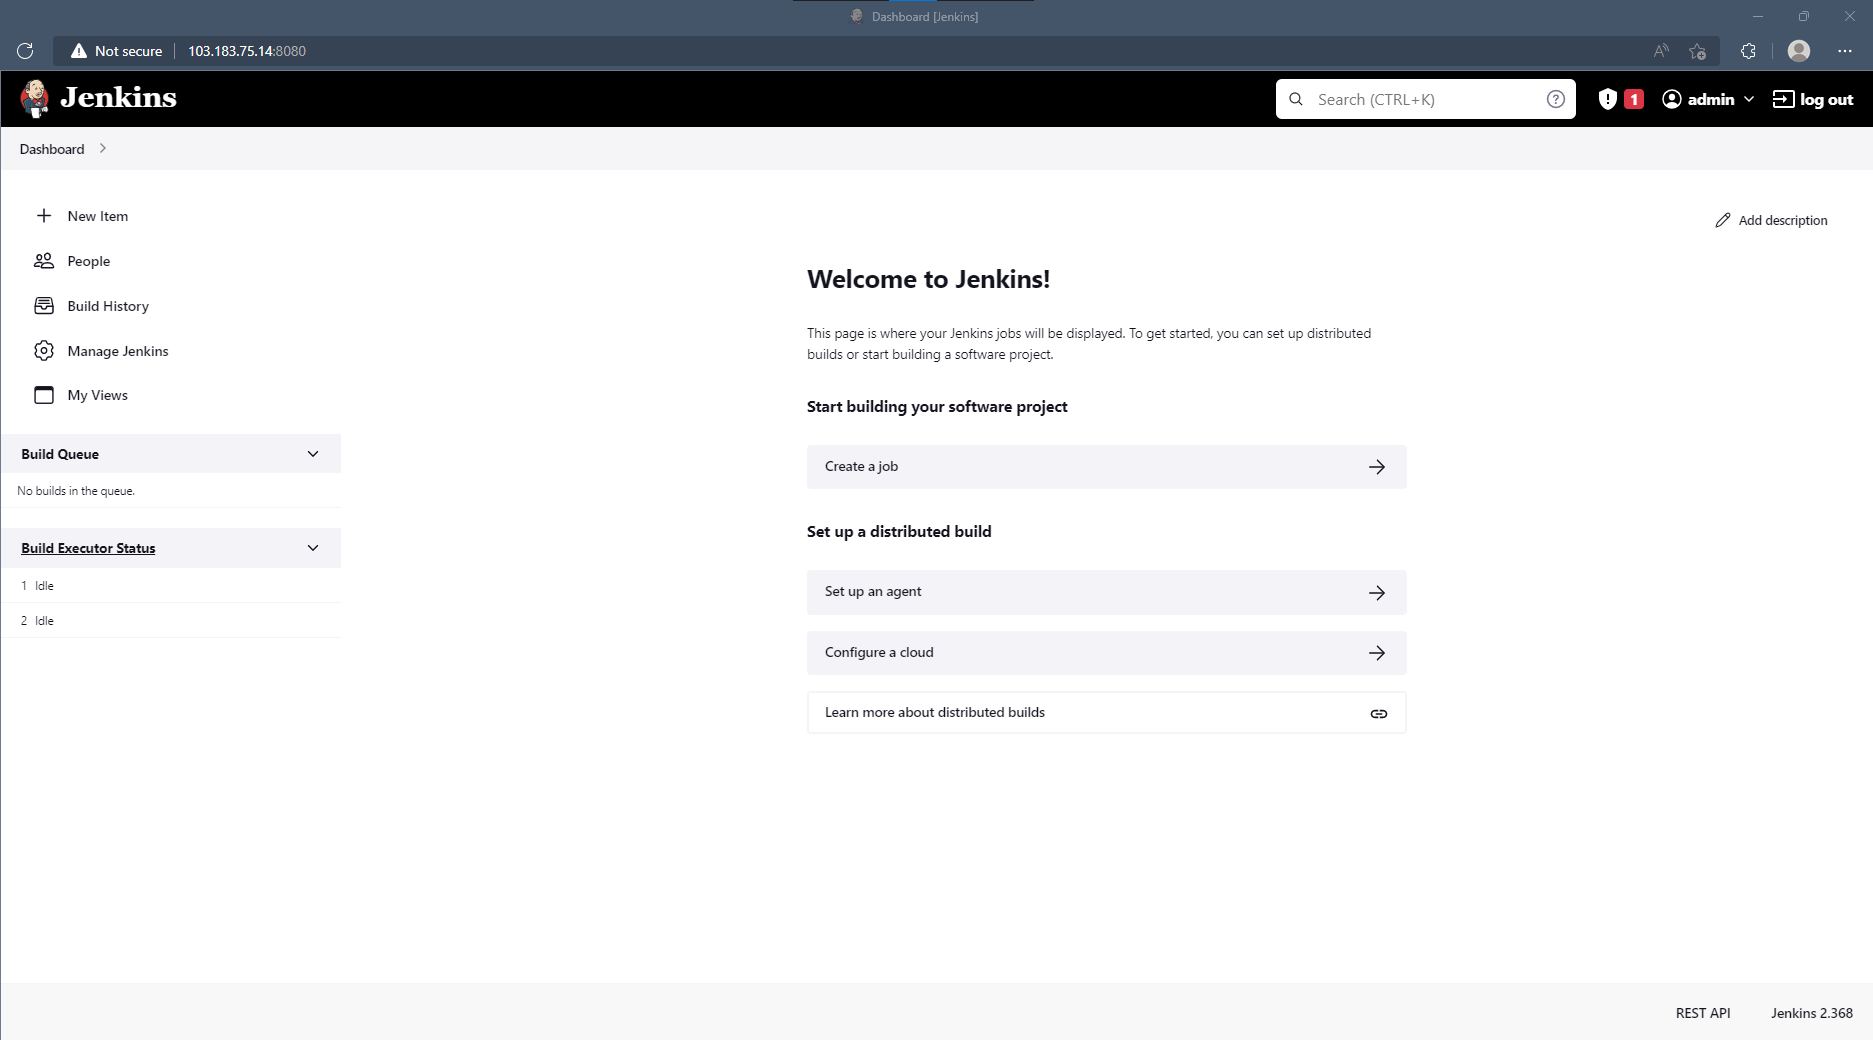 Dashboard [Jenkins]
Not secure 103.183.75.14:8080
Jenkins
Search (CTRL+K)
1
admin
log out
Dashboard
New Item
People
Build History
Manage Jenkins
My Views
Build Queue
No builds in the queue.
Build Executor Status
1 Idle
2 Idle
Add description
Welcome to Jenkins!
This page is where your Jenkins jobs will be displayed. To get started, you can set up distributed
builds or start building a software project.
Start building your software project
Create a job
Set up a distributed build
Set up an agent
Configure a cloud
Learn more about distributed builds
REST API
Jenkins 2.368